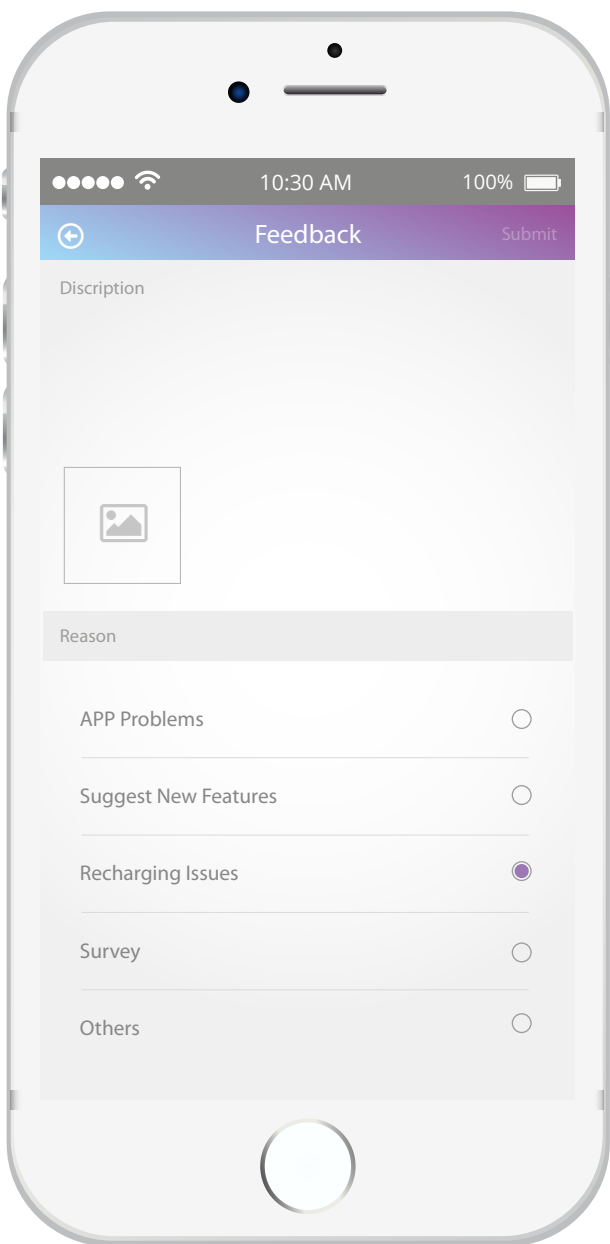 10:30 AM 100%
Feedback Submit
Discription
Reason
APP Problems
Suggest New Features
Recharging Issues
Survey
Others